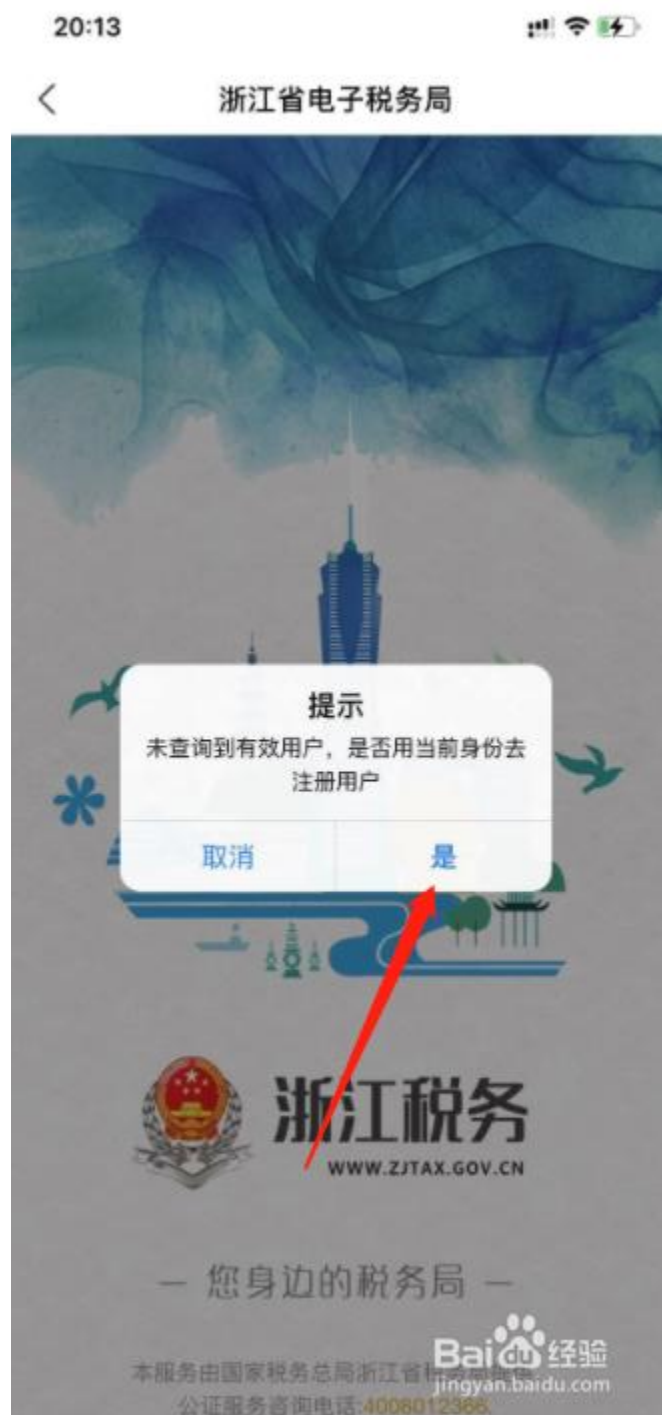 20:13
浙江省电子税务局
提示
未查询到有效用户，是否用当前身份去
注册用户
取消
是
浙江税务
WWW.ZJTAX.GOV.CN
— 您身边的税务局 —
本服务由国家税务总局浙江省
公证服务咨询电话:4008012366
Baidu 经验
jingyan.baidu.com